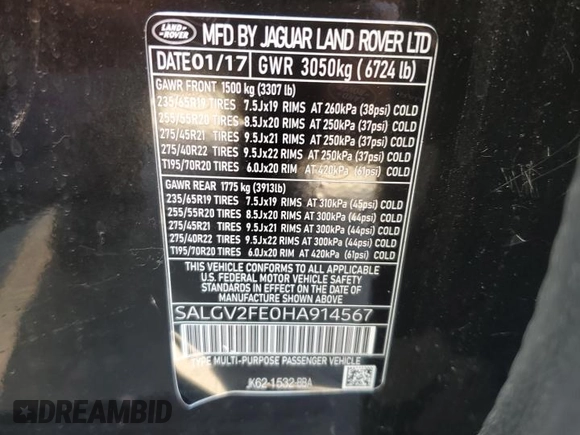 LAND ROVER
MFD BY JAGUAR LAND ROVER LTD
DATE 01/17 GWR 3050kg (6724 lb)
GAWR FRONT 1500 kg (3307 lb)
235/65R19 TIRES 7.5Jx19 RIMS AT 260kPa (38psi) COLD
255/55R20 TIRES 8.5Jx20 RIMS AT 250kPa (37psi) COLD
275/45R21 TIRES 9.5Jx21 RIMS AT 250kPa (37psi) COLD
275/40R22 TIRES 9.5Jx22 RIMS AT 250kPa (37psi) COLD
T195/70R20 TIRES 6.0Jx20 RIM AT 420kPa (61psi) COLD
GAWR REAR 1775 kg (3913lb)
235/65R19 TIRES 7.5Jx19 RIMS AT 310kPa (45psi) COLD
255/55R20 TIRES 8.5Jx20 RIMS AT 300kPa (44psi) COLD
275/45R21 TIRES 9.5Jx21 RIMS AT 300kPa (44psi) COLD
275/40R22 TIRES 9.5Jx22 RIMS AT 300kPa (44psi) COLD
T195/70R20 TIRES 6.0Jx20 RIM AT 420kPa (61psi) COLD
THIS VEHICLE CONFORMS TO ALL APPLICABLE
U.S. FEDERAL MOTOR VEHICLE SAFETY STANDARDS
IN EFFECT ON THE DATE OF MANUFACTURE SHOWN
ABOVE.
SALGV2FE0HA914567
TYPE MULTI-PURPOSE PASSENGER VEHICLE
JK62-1532-BBA
DREAMBID